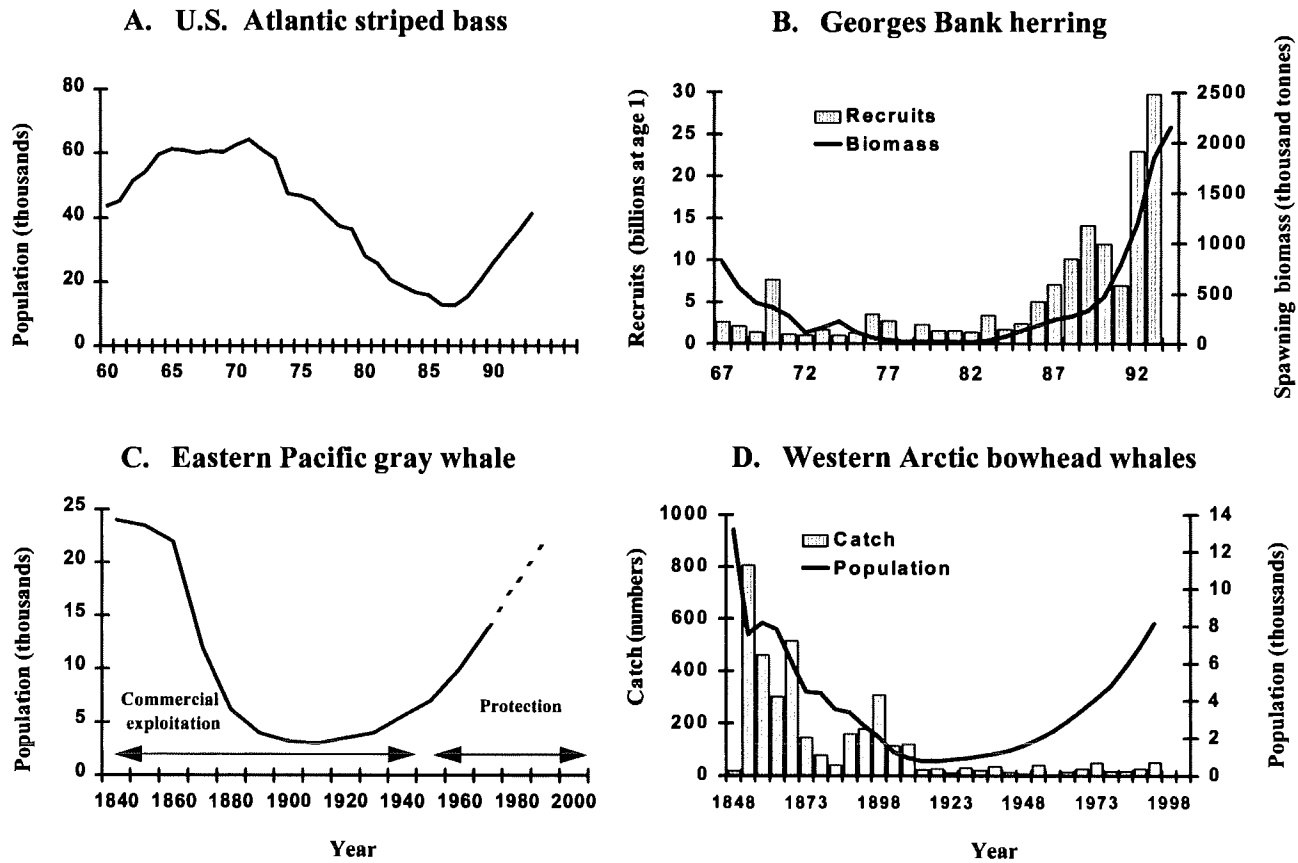 A. U.S. Atlantic striped bass
Population (thousands)
80
60
40
20
0
60 65 70 75 80 85 90
B. Georges Bank herring
Recruits (billions at age 1)
30
25
20
15
10
5
0
Recruits
Biomass
2500
2000
1500
1000
500
0
Spawning biomass (thousand tonnes)
67 72 77 82 87 92
C. Eastern Pacific gray whale
Population (thousands)
25
20
15
10
5
0
Commercial
exploitation
Protection
1840 1860 1880 1900 1920 1940 1960 1980 2000
Year
D. Western Arctic bowhead whales
Catch (numbers)
1000
800
600
400
200
0
Catch
Population
14
12
10
8
6
4
2
0
Population (thousands)
1848 1873 1898 1923 1948 1973 1998
Year